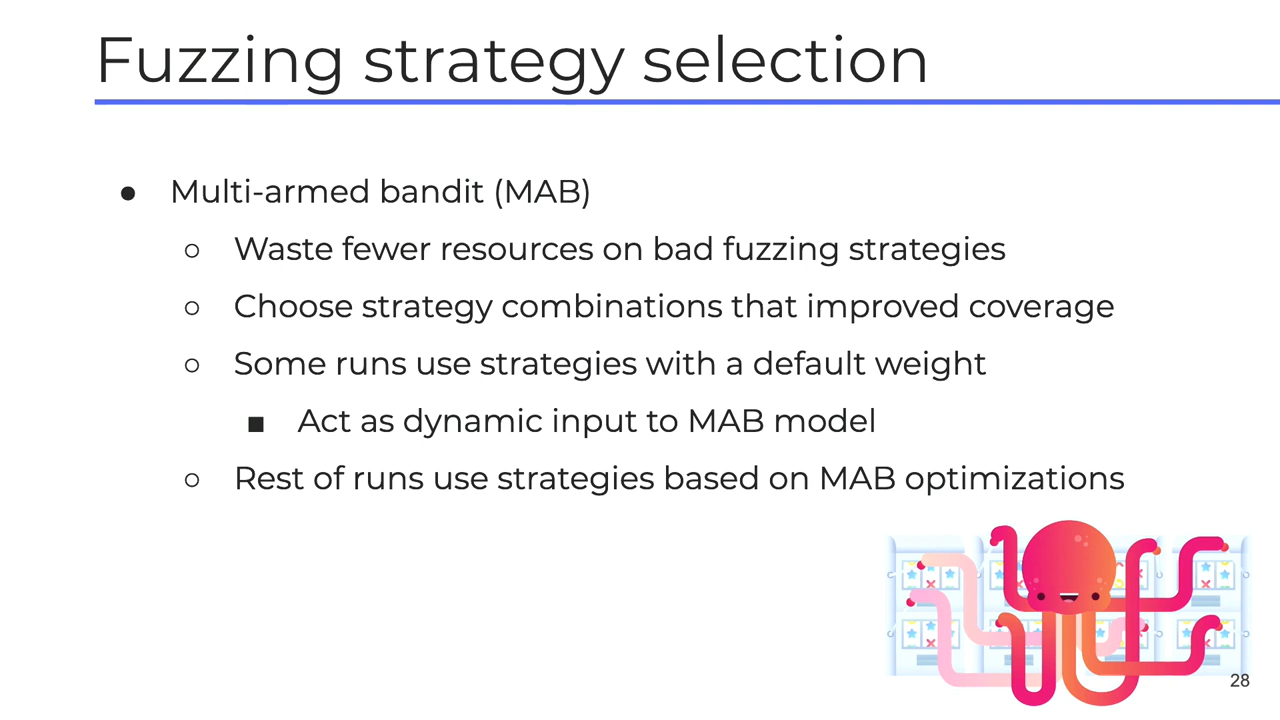 Fuzzing strategy selection
● Multi-armed bandit (MAB)
○ Waste fewer resources on bad fuzzing strategies
○ Choose strategy combinations that improved coverage
○ Some runs use strategies with a default weight
■ Act as dynamic input to MAB model
○ Rest of runs use strategies based on MAB optimizations
28